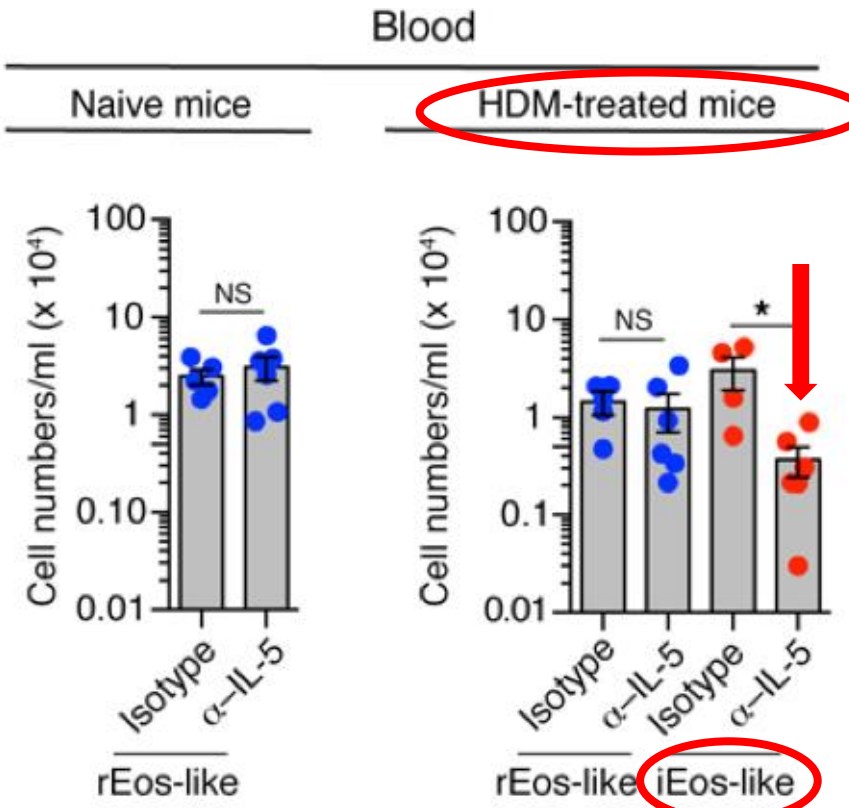 Blood
Naive mice
HDM-treated mice
Cell numbers/ml (x 10⁴)
100
10
1
0.10
0.01
NS
Isotype
α–IL-5
rEos-like
Cell numbers/ml (x 10⁴)
100
10
1
0.1
0.01
NS
*
Isotype
α–IL-5
Isotype
α–IL-5
rEos-like
iEos-like